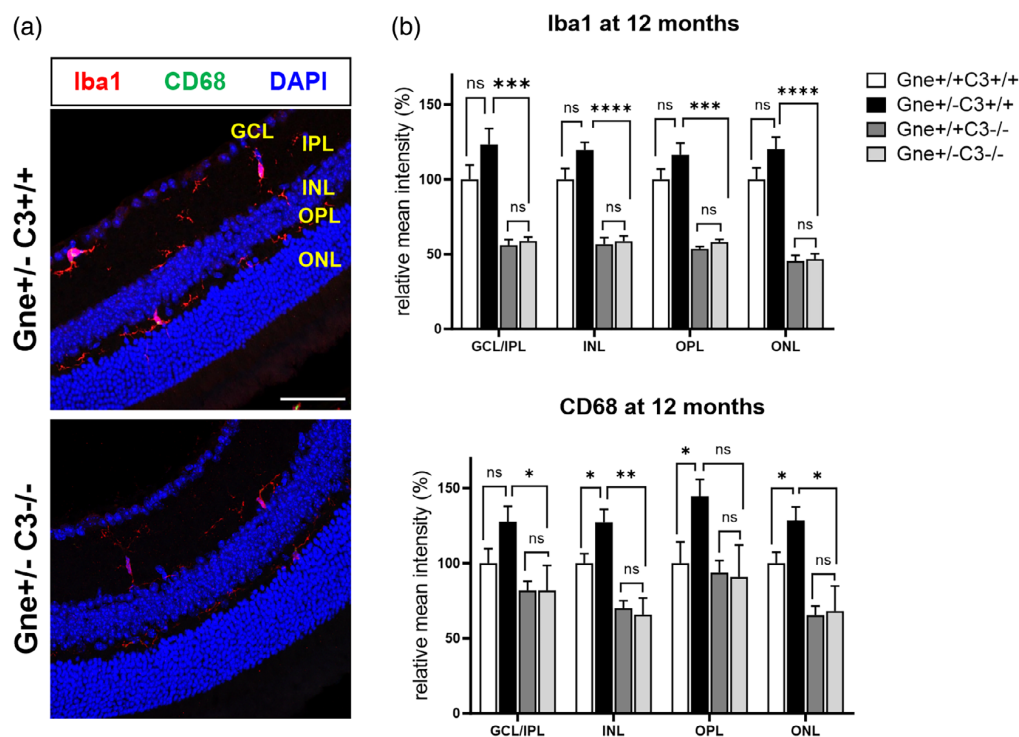 (a)
Iba1 CD68 DAPI
Gne+/- C3+/+
GCL
IPL
INL
OPL
ONL
Gne+/- C3-/-
(b)
Iba1 at 12 months
relative mean intensity (%)
150
100
50
0
ns *** ns **** ns *** ns ****
ns ns ns ns
GCL/IPL INL OPL ONL
Gne+/+C3+/+
Gne+/-C3+/+
Gne+/+C3-/-
Gne+/-C3-/-
CD68 at 12 months
relative mean intensity (%)
150
100
50
0
ns * * ** * ns * *
ns ns ns ns
GCL/IPL INL OPL ONL